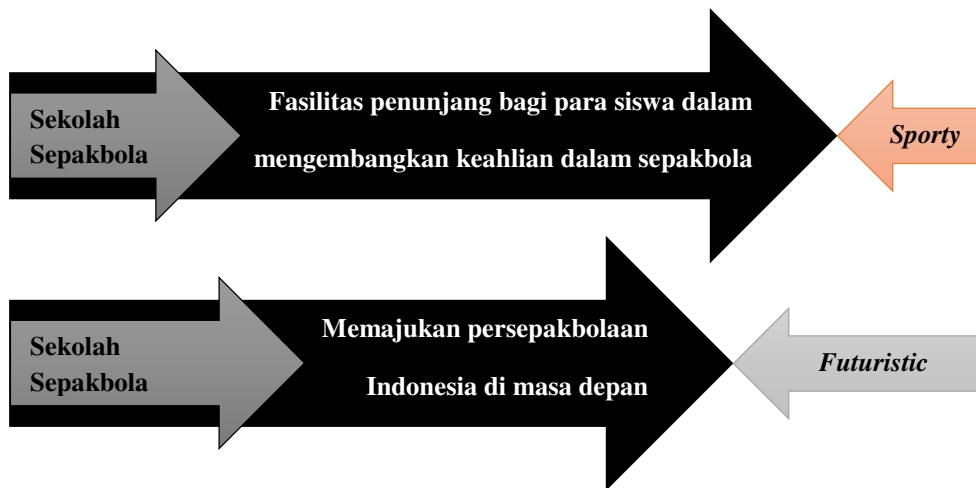 Sekolah
Sepakbola
Fasilitas penunjang bagi para siswa dalam
mengembangkan keahlian dalam sepakbola
Sporty
Sekolah
Sepakbola
Memajukan persepakbolaan
Indonesia di masa depan
Futuristic